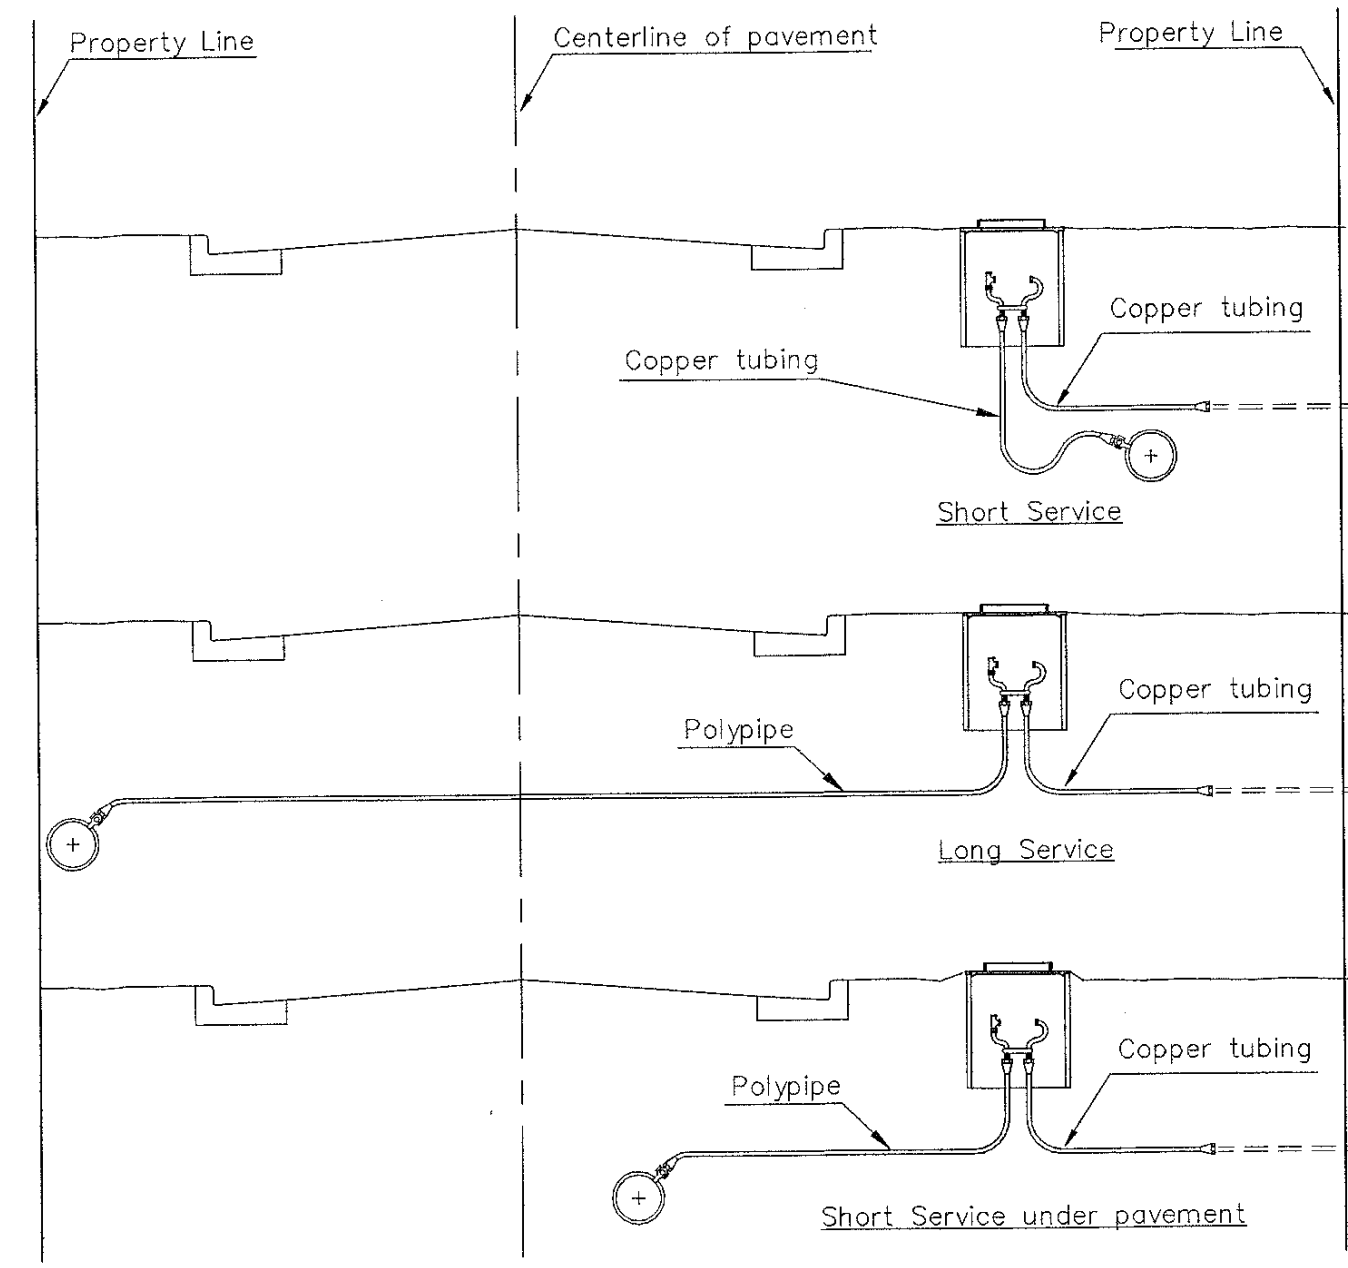 Property Line
Centerline of pavement
Property Line
Copper tubing
Copper tubing
Short Service
Copper tubing
Polypipe
Long Service
Copper tubing
Polypipe
Short Service under pavement